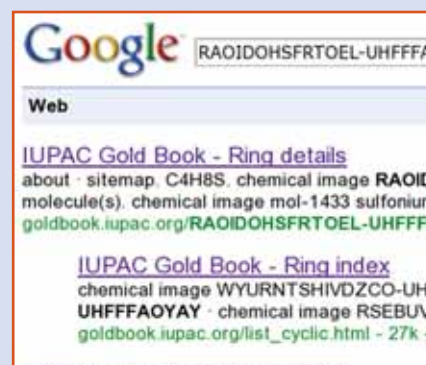 Google RAOIDOHSFRTOEL-UHFFFA
Web
IUPAC Gold Book - Ring details
about · sitemap. C4H8S. chemical image RAOID
molecule(s). chemical image mol-1433 sulfonium
goldbook.iupac.org/RAOIDOHSFRTOEL-UHFFF
IUPAC Gold Book - Ring index
chemical image WYURNTSHIVDZCO-UH
UHFFFAOYAY · chemical image RSEBUV
goldbook.iupac.org/list_cyclic.html - 27k -